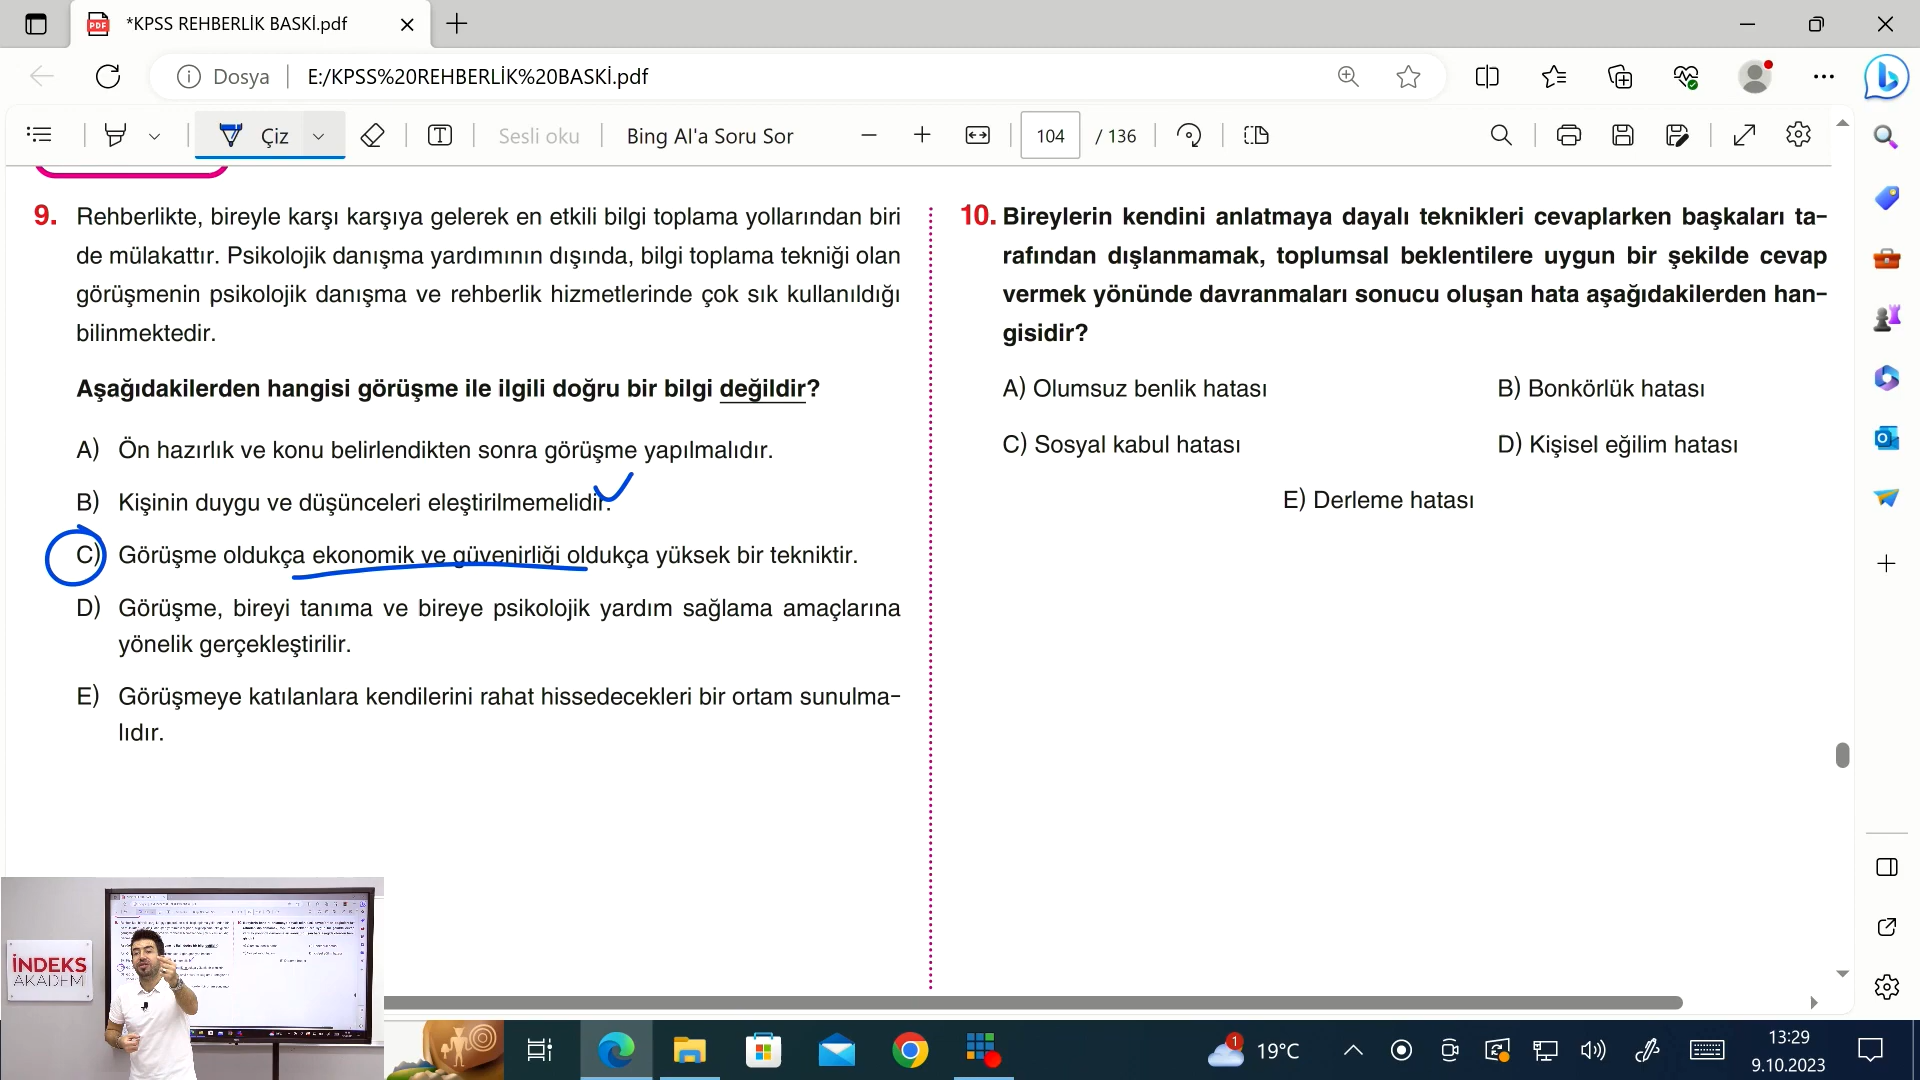 *KPSS REHBERLİK BASKİ.pdf
Dosya
E:/KPSS%20REHBERLİK%20BASKİ.pdf
Çiz
Sesli oku
Bing AI'a Soru Sor
104
/ 136
9. Rehberlikte, bireyle karşı karşıya gelerek en etkili bilgi toplama yollarından biri
de mülakattır. Psikolojik danışma yardımının dışında, bilgi toplama tekniği olan
görüşmenin psikolojik danışma ve rehberlik hizmetlerinde çok sık kullanıldığı
bilinmektedir.
Aşağıdakilerden hangisi görüşme ile ilgili doğru bir bilgi değildir?
A) Ön hazırlık ve konu belirlendikten sonra görüşme yapılmalıdır.
B) Kişinin duygu ve düşünceleri eleştirilmemelidir.
C) Görüşme oldukça ekonomik ve güvenirliği oldukça yüksek bir tekniktir.
D) Görüşme, bireyi tanıma ve bireye psikolojik yardım sağlama amaçlarına
yönelik gerçekleştirilir.
E) Görüşmeye katılanlara kendilerini rahat hissedecekleri bir ortam sunulma-
lıdır.
10. Bireylerin kendini anlatmaya dayalı teknikleri cevaplarken başkaları ta-
rafından dışlanmamak, toplumsal beklentilere uygun bir şekilde cevap
vermek yönünde davranmaları sonucu oluşan hata aşağıdakilerden han-
gisidir?
A) Olumsuz benlik hatası
B) Bonkörlük hatası
C) Sosyal kabul hatası
D) Kişisel eğilim hatası
E) Derleme hatası
İNDEKS
AKADEMİ
1
19°C
13:29
9.10.2023